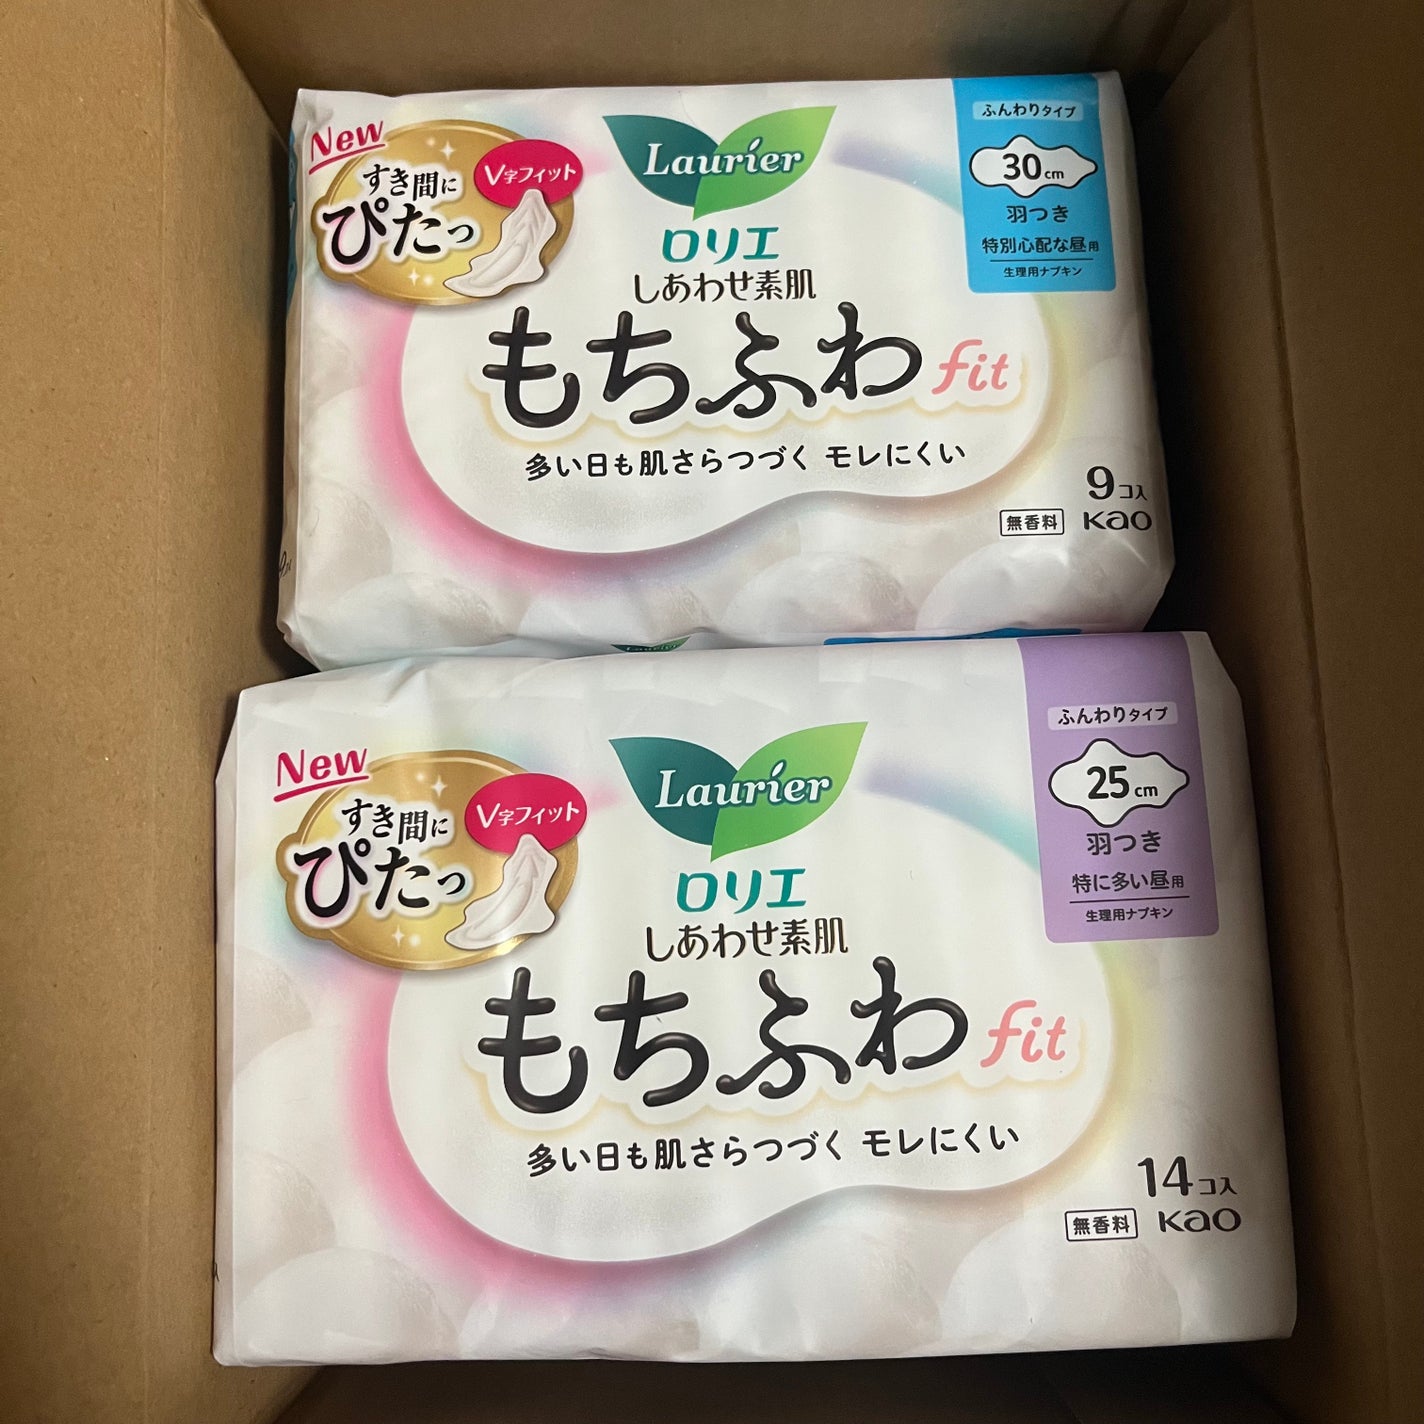 New
すき間に
ぴたっ
V字フィット
Laurier
ロリエ
しあわせ素肌
もちふわ fit
多い日も肌さらつづく モレにくい
ふんわりタイプ
30cm
羽つき
特別心配な昼用
生理用ナプキン
9コ入
無香料 Kao
Laurier
New
すき間に
ぴたっ
V字フィット
Laurier
ロリエ
しあわせ素肌
もちふわ fit
多い日も肌さらつづく モレにくい
ふんわりタイプ
25cm
羽つき
特に多い昼用
生理用ナプキン
14コ入
無香料 Kao